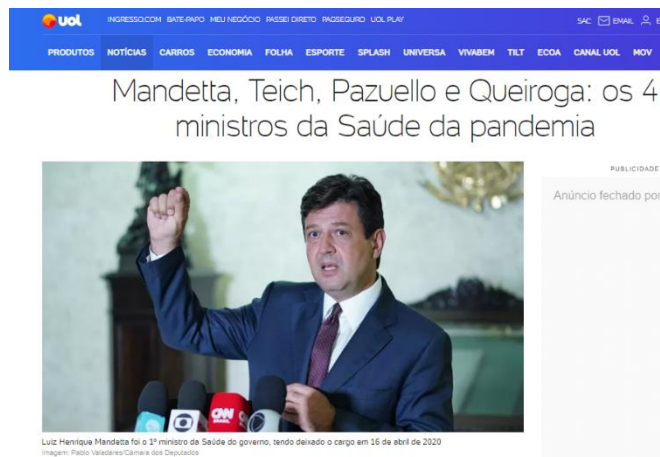 uol
INGRESSO.COM BATE-PAPO MEU NEGÓCIO PASSEI DIRETO PAGSEGURO UOL PLAY SAC EMAIL
PRODUTOS NOTÍCIAS CARROS ECONOMIA FOLHA ESPORTE SPLASH UNIVERSA VIVABEM TILT ECOA CANAL UOL MOV
Mandetta, Teich, Pazuello e Queiroga: os 4
ministros da Saúde da pandemia
PUBLICIDADE
Anúncio fechado por
CNN
Luiz Henrique Mandetta foi o 1º ministro da Saúde do governo, tendo deixado o cargo em 16 de abril de 2020
Imagem: Pablo Valadares/Câmara dos Deputados